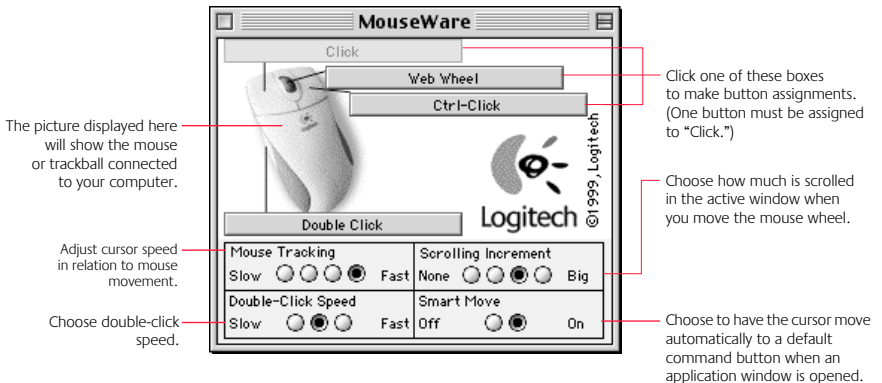 MouseWare
Click
Web Wheel
Ctrl-Click
Double Click
Logitech
©1999, Logitech
Mouse Tracking
Slow Fast
Scrolling Increment
None Big
Double-Click Speed
Slow Fast
Smart Move
Off On
The picture displayed here
will show the mouse
or trackball connected
to your computer.
Adjust cursor speed
in relation to mouse
movement.
Choose double-click
speed.
Click one of these boxes
to make button assignments.
(One button must be assigned
to “Click.”)
Choose how much is scrolled
in the active window when
you move the mouse wheel.
Choose to have the cursor move
automatically to a default
command button when an
application window is opened.